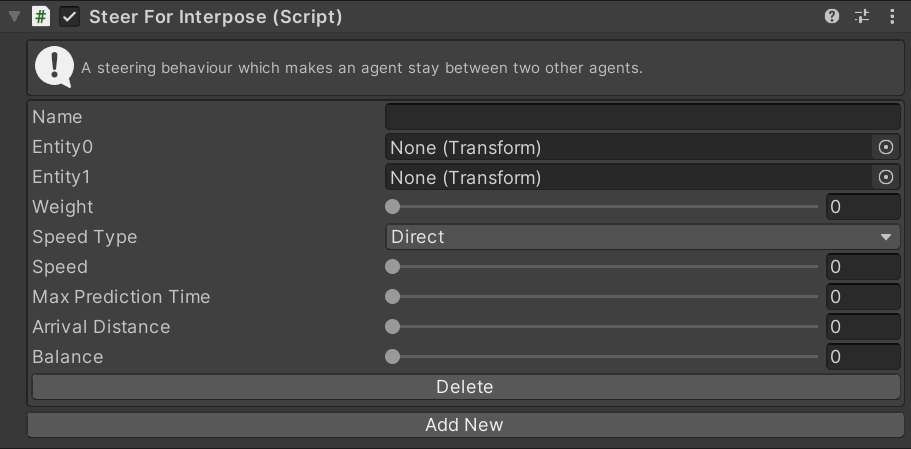 Steer For Interpose (Script)
A steering behaviour which makes an agent stay between two other agents.
Name
Entity0 None (Transform)
Entity1 None (Transform)
Weight 0
Speed Type Direct
Speed 0
Max Prediction Time 0
Arrival Distance 0
Balance 0
Delete
Add New